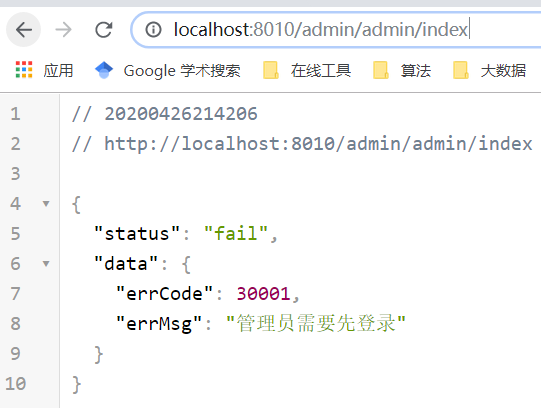 localhost:8010/admin/admin/index
应用 Google 学术搜索 在线工具 算法 大数据
1 // 20200426214206
2 // http://localhost:8010/admin/admin/index
3
4 {
5 "status": "fail",
6 "data": {
7 "errCode": 30001,
8 "errMsg": "管理员需要先登录"
9 }
10 }